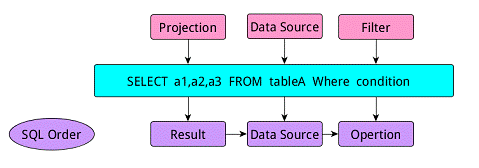 Projection Data Source Filter
SELECT a1,a2,a3 FROM tableA Where condition
SQL Order Result Data Source Opertion